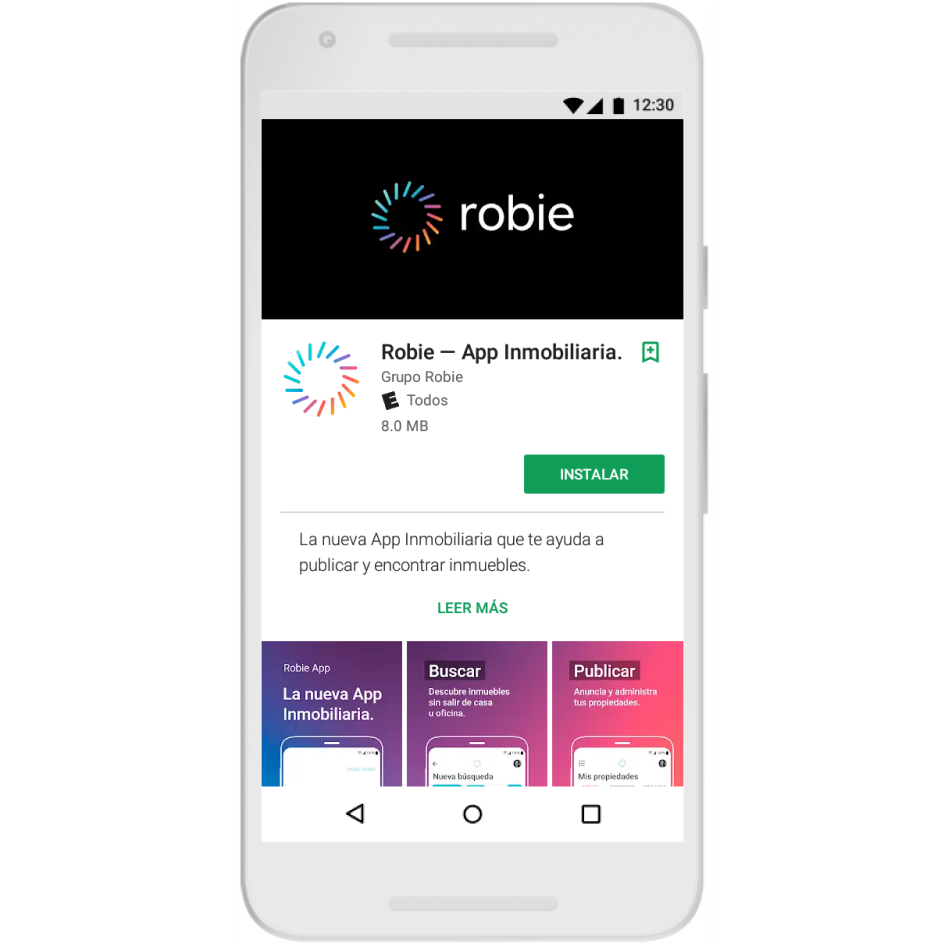 12:30
robie
Robie — App Inmobiliaria.
Grupo Robie
E Todos
8.0 MB
INSTALAR
La nueva App Inmobiliaria que te ayuda a
publicar y encontrar inmuebles.
LEER MÁS
Robie App
La nueva App
Inmobiliaria.
Buscar
Descubre inmuebles
sin salir de casa
u oficina.
Nueva búsqueda
Publicar
Anuncia y administra
tus propiedades.
Mis propiedades